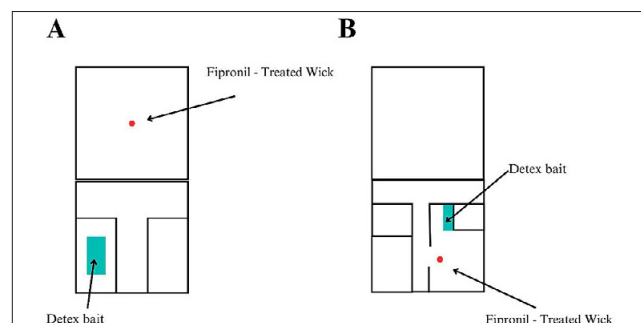 A
B
Fipronil - Treated Wick
Detex bait
Detex bait
Fipronil - Treated Wick